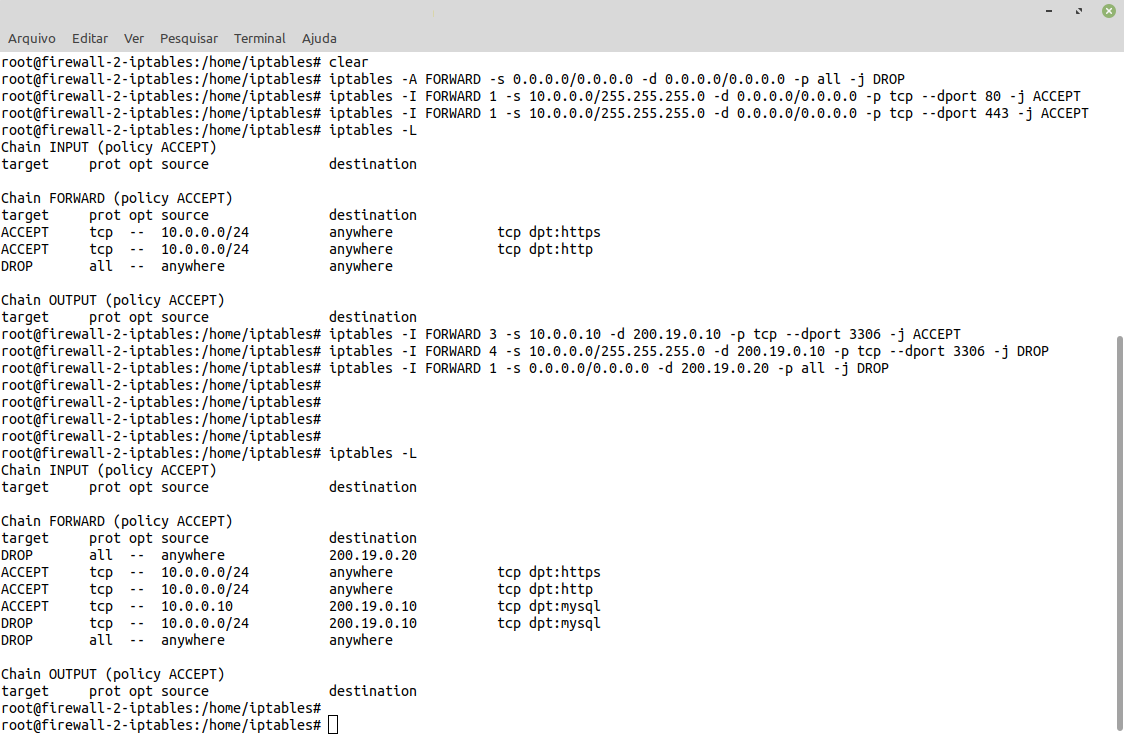 Arquivo Editar Ver Pesquisar Terminal Ajuda
root@firewall-2-iptables:/home/iptables# clear
root@firewall-2-iptables:/home/iptables# iptables -A FORWARD -s 0.0.0.0/0.0.0.0 -d 0.0.0.0/0.0.0.0 -p all -j DROP
root@firewall-2-iptables:/home/iptables# iptables -I FORWARD 1 -s 10.0.0.0/255.255.255.0 -d 0.0.0.0/0.0.0.0 -p tcp --dport 80 -j ACCEPT
root@firewall-2-iptables:/home/iptables# iptables -I FORWARD 1 -s 10.0.0.0/255.255.255.0 -d 0.0.0.0/0.0.0.0 -p tcp --dport 443 -j ACCEPT
root@firewall-2-iptables:/home/iptables# iptables -L
Chain INPUT (policy ACCEPT)
target     prot opt source               destination

Chain FORWARD (policy ACCEPT)
target     prot opt source               destination
ACCEPT     tcp  --  10.0.0.0/24          anywhere             tcp dpt:https
ACCEPT     tcp  --  10.0.0.0/24          anywhere             tcp dpt:http
DROP       all  --  anywhere             anywhere

Chain OUTPUT (policy ACCEPT)
target     prot opt source               destination
root@firewall-2-iptables:/home/iptables# iptables -I FORWARD 3 -s 10.0.0.10 -d 200.19.0.10 -p tcp --dport 3306 -j ACCEPT
root@firewall-2-iptables:/home/iptables# iptables -I FORWARD 4 -s 10.0.0.0/255.255.255.0 -d 200.19.0.10 -p tcp --dport 3306 -j DROP
root@firewall-2-iptables:/home/iptables# iptables -I FORWARD 1 -s 0.0.0.0/0.0.0.0 -d 200.19.0.20 -p all -j DROP
root@firewall-2-iptables:/home/iptables#
root@firewall-2-iptables:/home/iptables#
root@firewall-2-iptables:/home/iptables#
root@firewall-2-iptables:/home/iptables#
root@firewall-2-iptables:/home/iptables# iptables -L
Chain INPUT (policy ACCEPT)
target     prot opt source               destination

Chain FORWARD (policy ACCEPT)
target     prot opt source               destination
DROP       all  --  anywhere             200.19.0.20
ACCEPT     tcp  --  10.0.0.0/24          anywhere             tcp dpt:https
ACCEPT     tcp  --  10.0.0.0/24          anywhere             tcp dpt:http
ACCEPT     tcp  --  10.0.0.10            200.19.0.10          tcp dpt:mysql
DROP       tcp  --  10.0.0.0/24          200.19.0.10          tcp dpt:mysql
DROP       all  --  anywhere             anywhere

Chain OUTPUT (policy ACCEPT)
target     prot opt source               destination
root@firewall-2-iptables:/home/iptables#
root@firewall-2-iptables:/home/iptables#